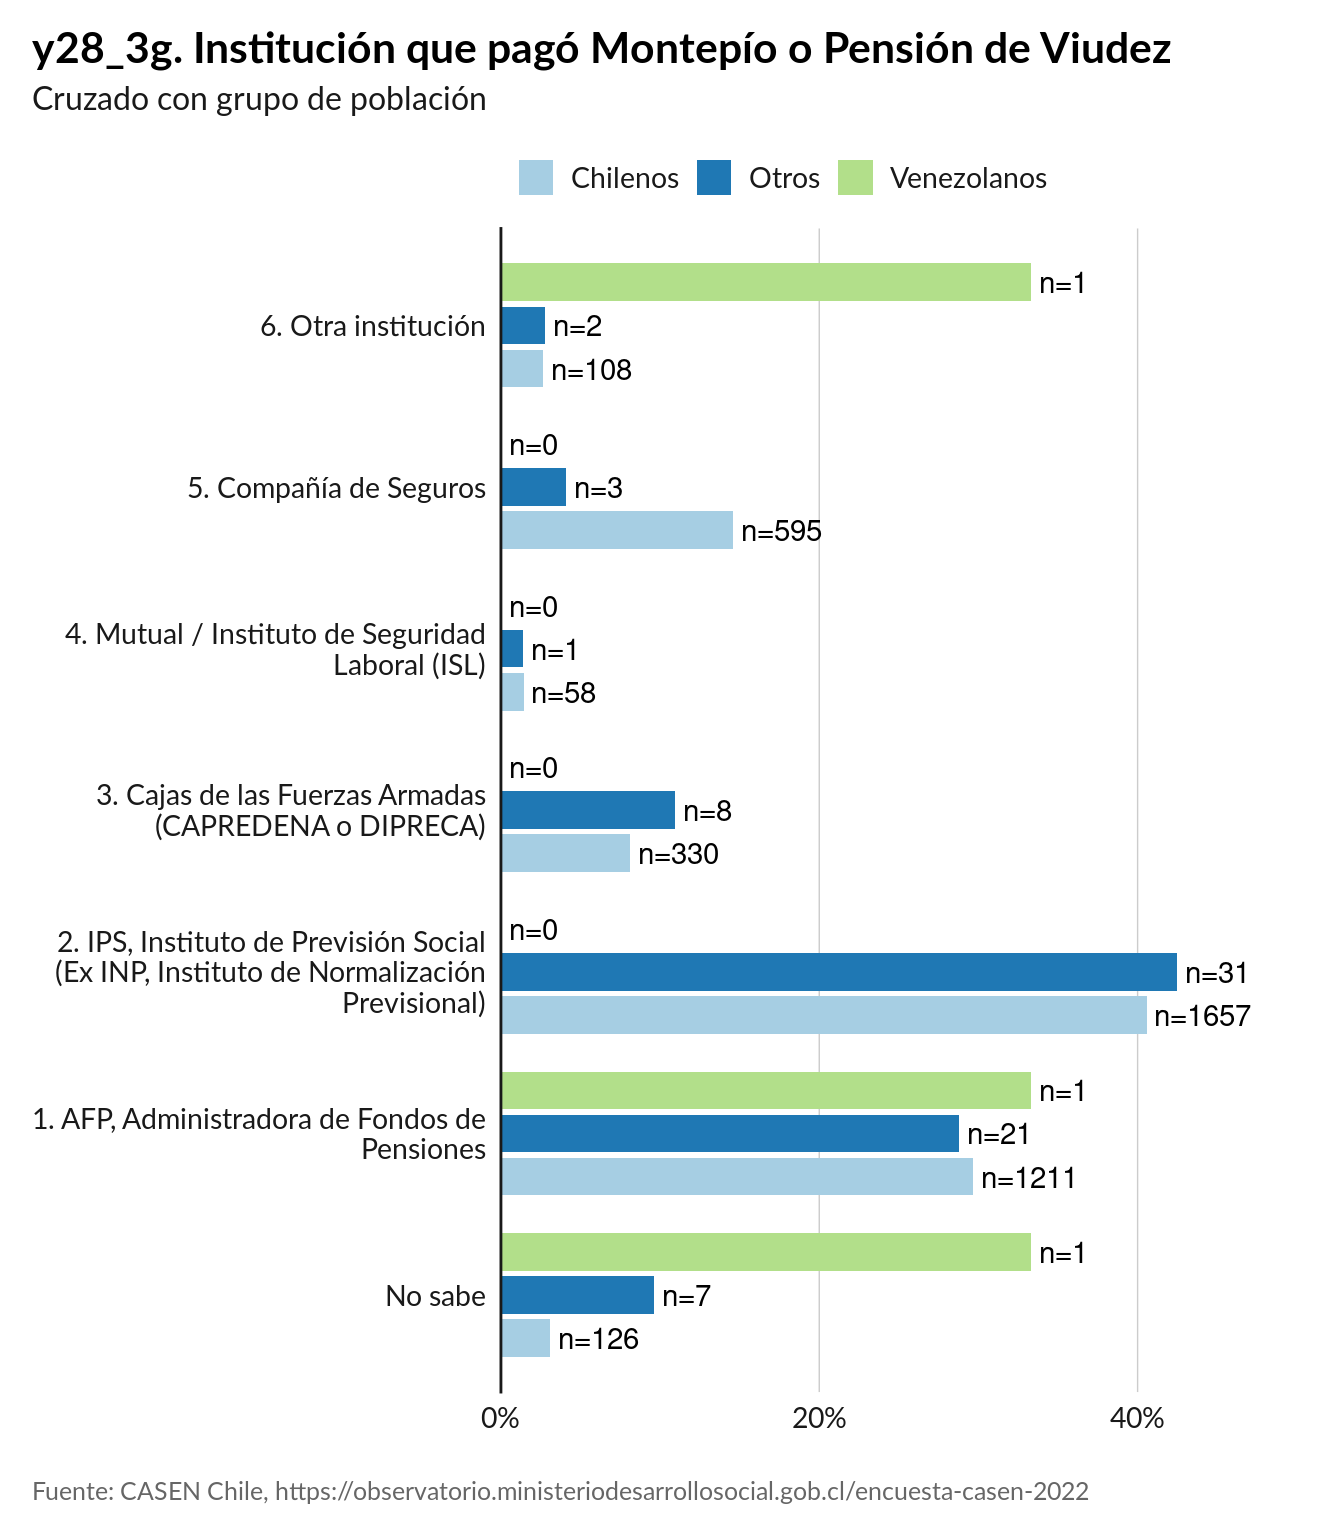 y28_3g. Institución que pagó Montepío o Pensión de Viudez
Cruzado con grupo de población
Chilenos Otros Venezolanos
n=1
6. Otra institución n=2
n=108
n=0
5. Compañía de Seguros n=3
n=595
n=0
4. Mutual / Instituto de Seguridad
Laboral (ISL)
n=1
n=58
n=0
3. Cajas de las Fuerzas Armadas
(CAPREDENA o DIPRECA)
n=8
n=330
n=0
2. IPS, Instituto de Previsión Social
(Ex INP, Instituto de Normalización
Previsional)
n=31
n=1657
n=1
1. AFP, Administradora de Fondos de
Pensiones
n=21
n=1211
n=1
No sabe n=7
n=126
0% 20% 40%
Fuente: CASEN Chile, https://observatorio.ministeriodesarrollosocial.gob.cl/encuesta-casen-2022